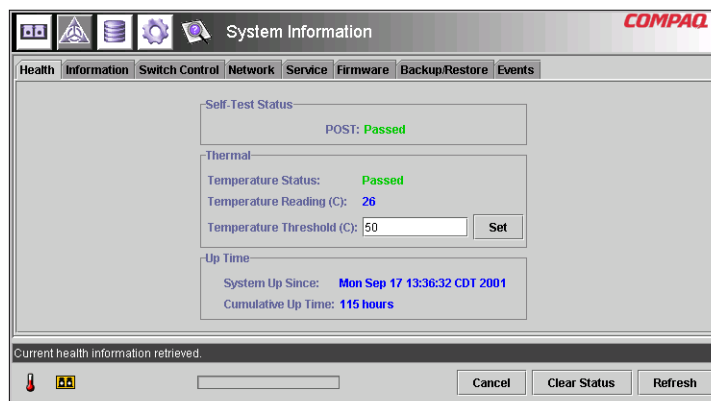 System Information
COMPAQ
Health Information Switch Control Network Service Firmware Backup/Restore Events
Self-Test Status
POST: Passed
Thermal
Temperature Status: Passed
Temperature Reading (C): 26
Temperature Threshold (C): 50 Set
Up Time
System Up Since: Mon Sep 17 13:36:32 CDT 2001
Cumulative Up Time: 115 hours
Current health information retrieved.
Cancel Clear Status Refresh